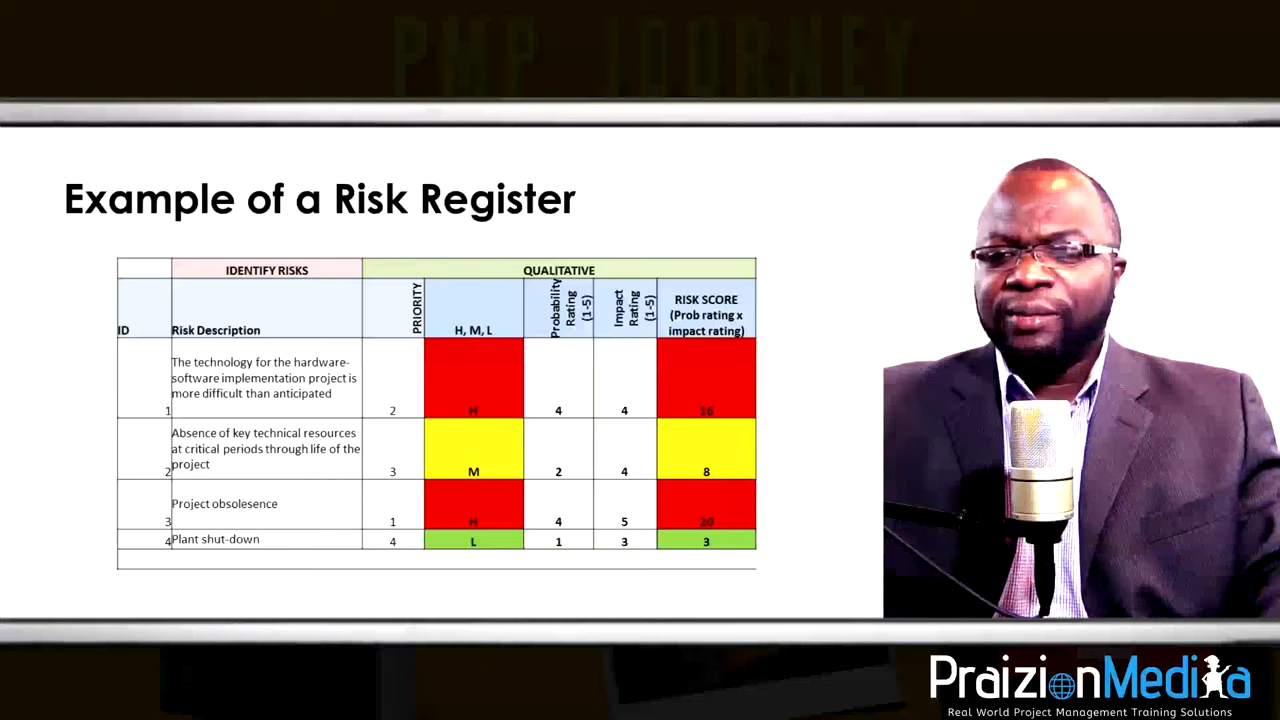 PMP JOURNEY
Example of a Risk Register
IDENTIFY RISKS QUALITATIVE
ID Risk Description PRIORITY H, M, L Probability Rating (1-5) Impact Rating (1-5) RISK SCORE (Prob rating x impact rating)
The technology for the hardware-
software implementation project is
more difficult than anticipated
1 2 H 4 4 16
Absence of key technical resources
at critical periods through life of the
project
2 3 M 2 4 8
Project obsolesence
3 1 H 4 5 20
4 Plant shut-down 4 L 1 3 3
PraizionMedia
Real World Project Management Training Solutions